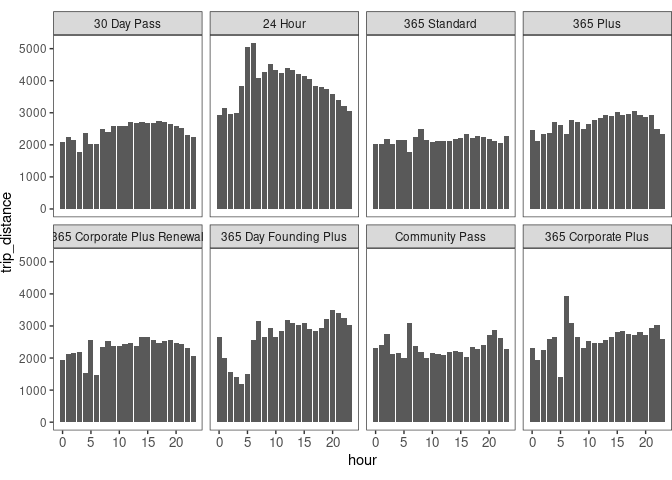 30 Day Pass
24 Hour
365 Standard
365 Plus
5000
4000
3000
2000
1000
0
trip_distance
365 Corporate Plus Renewal
365 Day Founding Plus
Community Pass
365 Corporate Plus
5000
4000
3000
2000
1000
0
0 5 10 15 20
0 5 10 15 20
0 5 10 15 20
0 5 10 15 20
hour